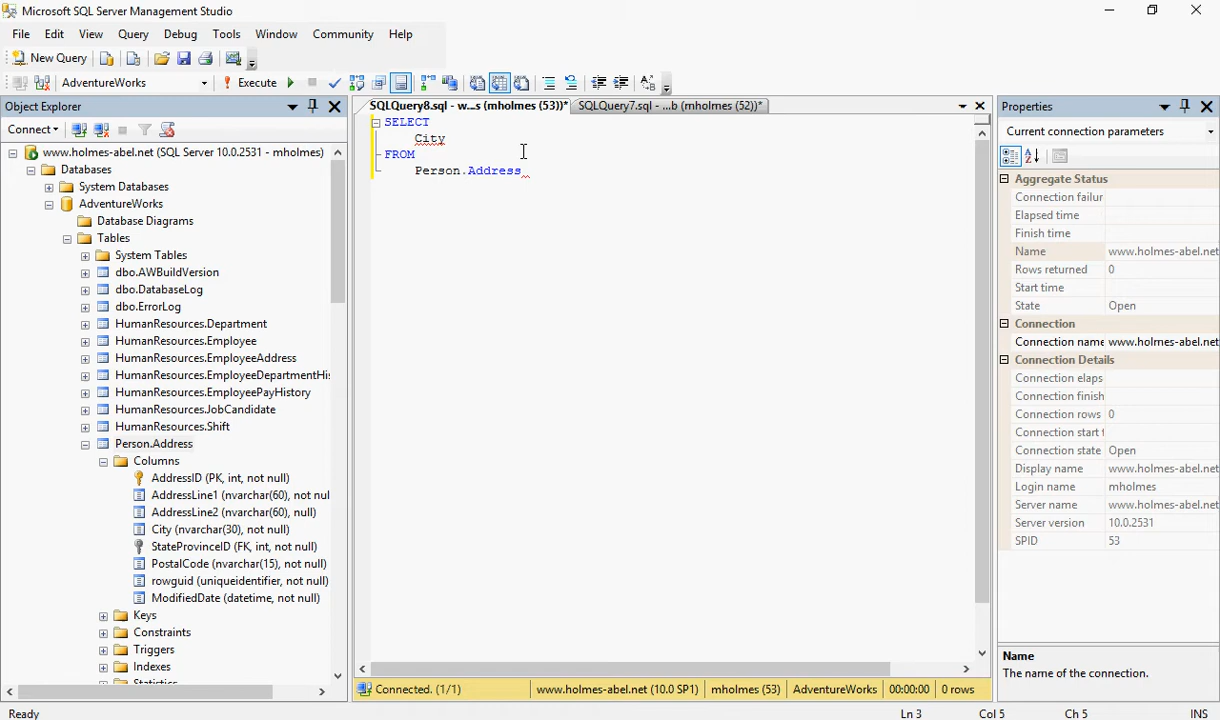 Microsoft SQL Server Management Studio
File Edit View Query Debug Tools Window Community Help
New Query
AdventureWorks Execute
Object Explorer
Connect
www.holmes-abel.net (SQL Server 10.0.2531 - mholmes)
Databases
System Databases
AdventureWorks
Database Diagrams
Tables
System Tables
dbo.AWBuildVersion
dbo.DatabaseLog
dbo.ErrorLog
HumanResources.Department
HumanResources.Employee
HumanResources.EmployeeAddress
HumanResources.EmployeeDepartmentHi
HumanResources.EmployeePayHistory
HumanResources.JobCandidate
HumanResources.Shift
Person.Address
Columns
AddressID (PK, int, not null)
AddressLine1 (nvarchar(60), not nul
AddressLine2 (nvarchar(60), null)
City (nvarchar(30), not null)
StateProvinceID (FK, int, not null)
PostalCode (nvarchar(15), not null)
rowguid (uniqueidentifier, not null)
ModifiedDate (datetime, not null)
Keys
Constraints
Triggers
Indexes
Statistics
SQLQuery8.sql - w...s (mholmes (53))* SQLQuery7.sql - ...b (mholmes (52))*
SELECT
City
FROM
Person.Address
Connected. (1/1) www.holmes-abel.net (10.0 SP1) mholmes (53) AdventureWorks 00:00:00 0 rows
Properties
Current connection parameters
Aggregate Status
Connection failur
Elapsed time
Finish time
Name www.holmes-abel.net
Rows returned 0
Start time
State Open
Connection
Connection name www.holmes-abel.net
Connection Details
Connection elaps
Connection finish
Connection rows 0
Connection start t
Connection state Open
Display name www.holmes-abel.net
Login name mholmes
Server name www.holmes-abel.net
Server version 10.0.2531
SPID 53
Name
The name of the connection.
Ready Ln 3 Col 5 Ch 5 INS